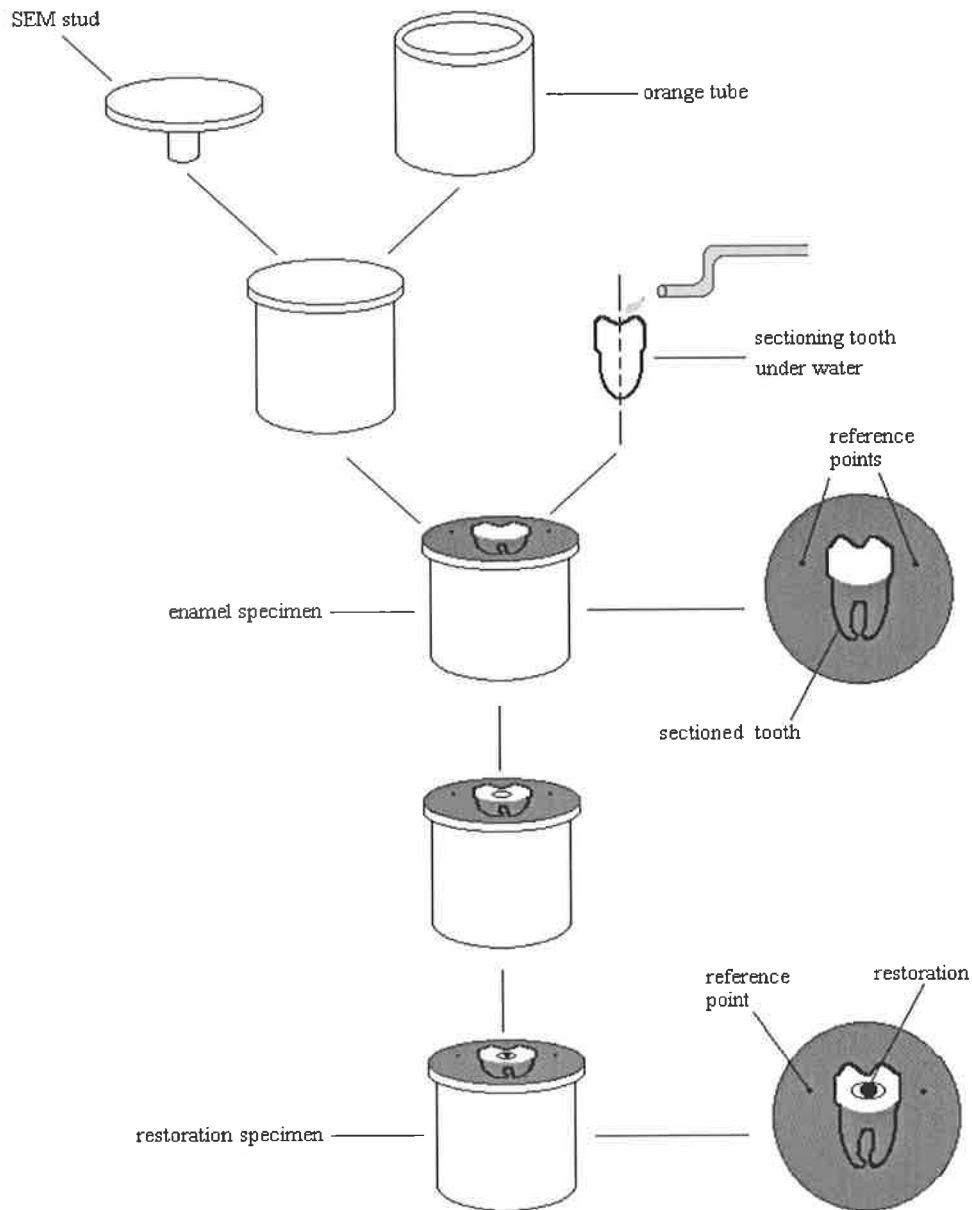 SEM stud
orange tube
sectioning tooth
under water
reference
points
enamel specimen
sectioned tooth
reference
point
restoration
restoration specimen